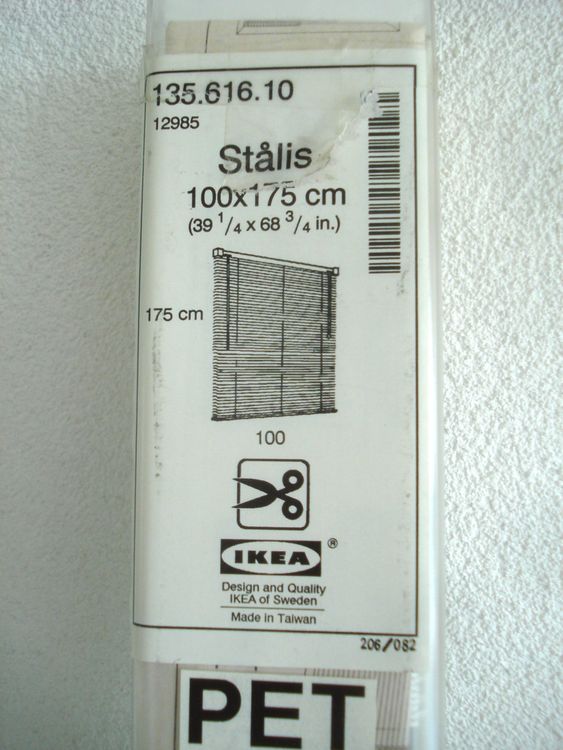 135.616.10
12985
Stålis
100x175 cm
(39 1/4 x 68 3/4 in.)
175 cm
100
IKEA ®
Design and Quality
IKEA of Sweden
Made in Taiwan
206/082
PET